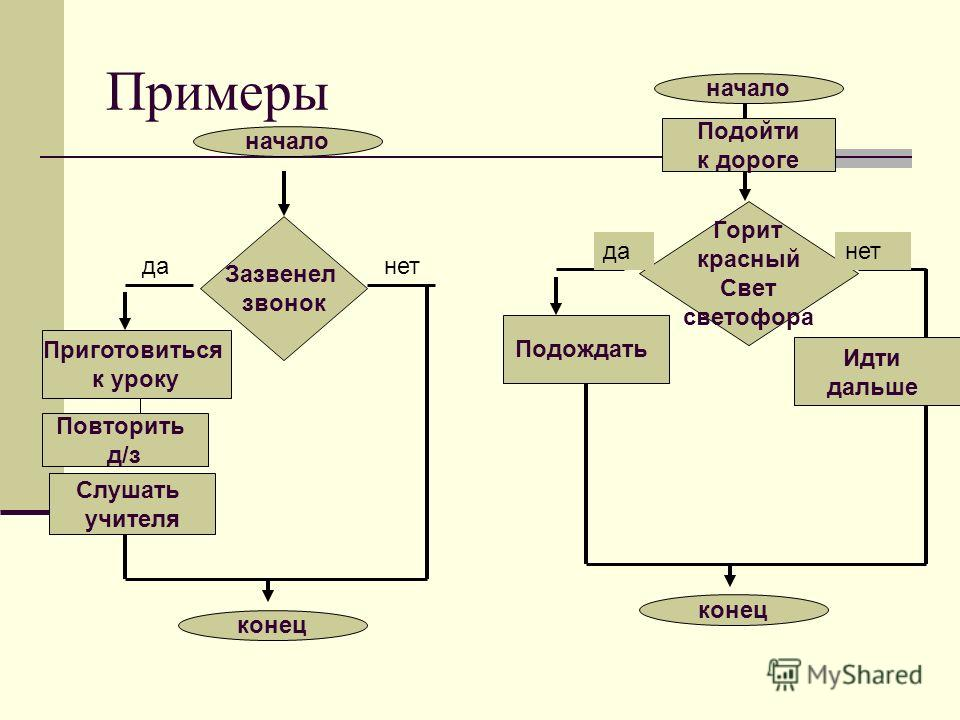 Примеры
начало
Зазвенел
звонок
да
нет
Приготовиться
к уроку
Повторить
д/з
Слушать
учителя
конец
начало
Подойти
к дороге
Горит
красный
Свет
светофора
да
нет
Подождать
Идти
дальше
конец
MyShared